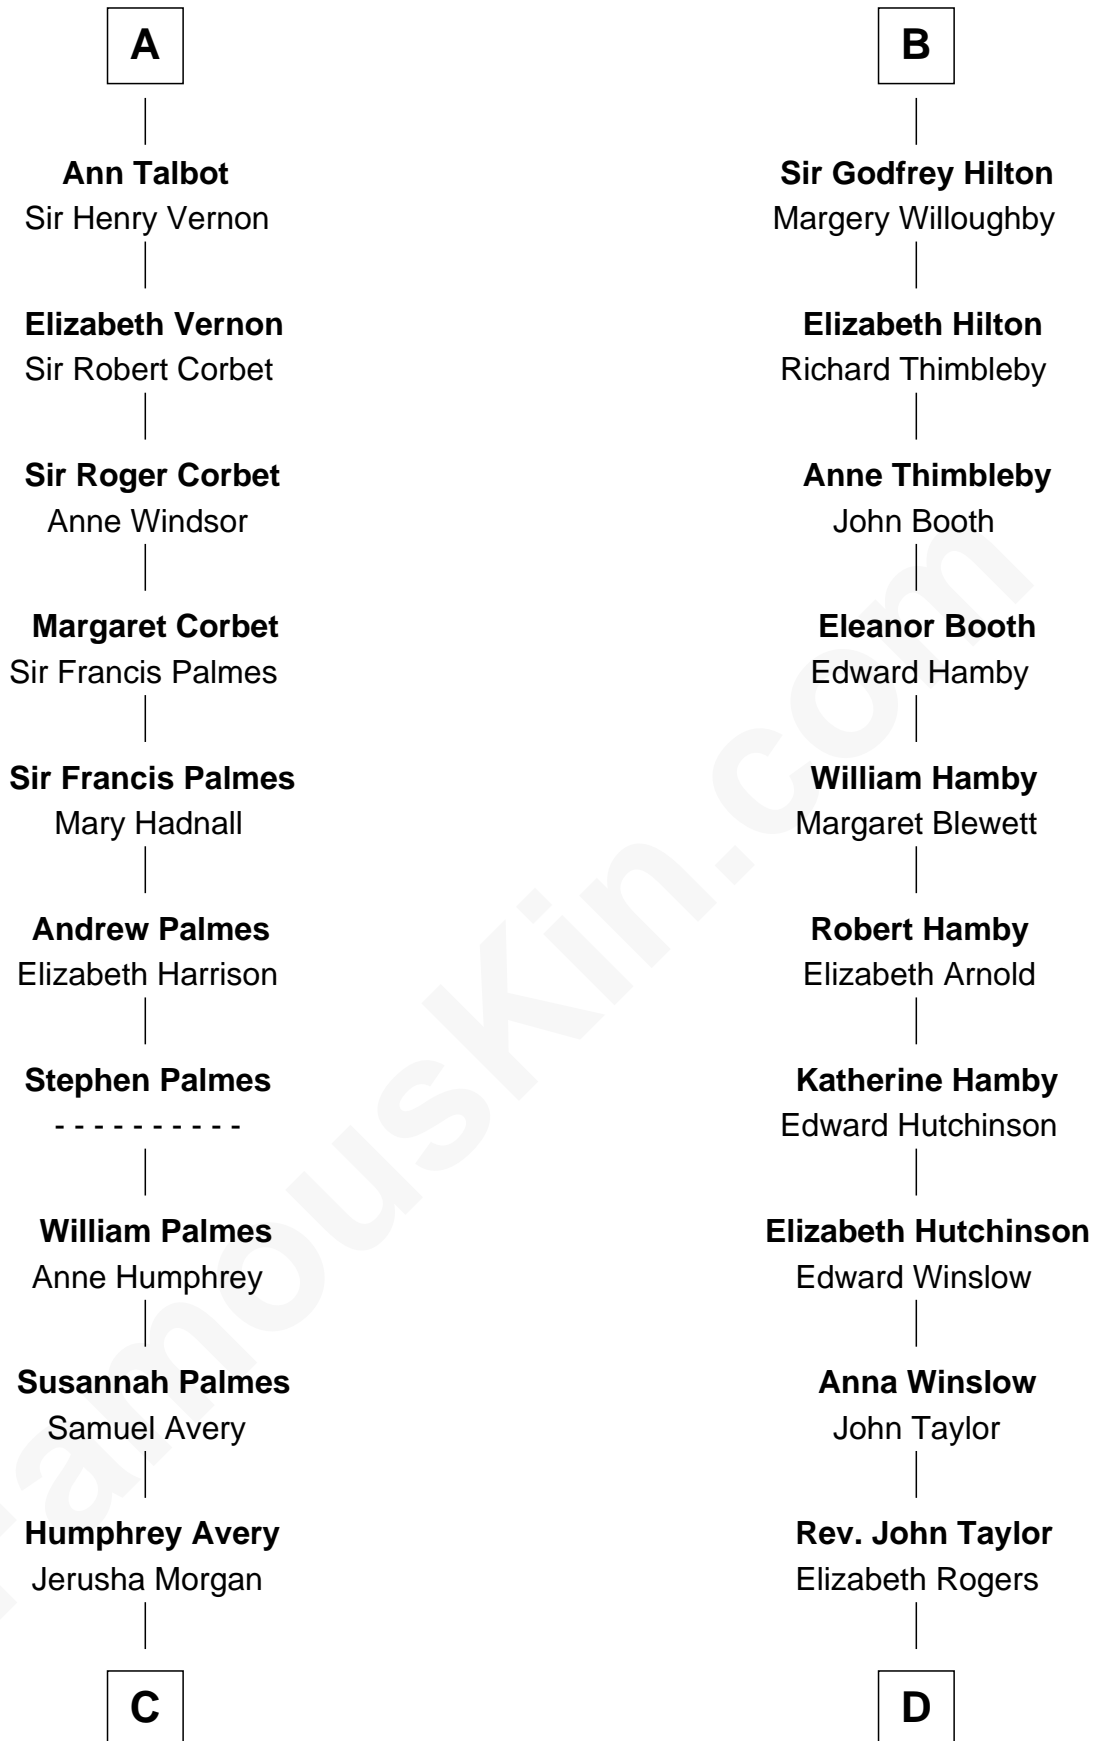 A
Ann Talbot
Sir Henry Vernon
Elizabeth Vernon
Sir Robert Corbet
Sir Roger Corbet
Anne Windsor
Margaret Corbet
Sir Francis Palmes
Sir Francis Palmes
Mary Hadnall
Andrew Palmes
Elizabeth Harrison
Stephen Palmes
- - - - - - - - - -
William Palmes
Anne Humphrey
Susannah Palmes
Samuel Avery
Humphrey Avery
Jerusha Morgan
C
B
Sir Godfrey Hilton
Margery Willoughby
Elizabeth Hilton
Richard Thimbleby
Anne Thimbleby
John Booth
Eleanor Booth
Edward Hamby
William Hamby
Margaret Blewett
Robert Hamby
Elizabeth Arnold
Katherine Hamby
Edward Hutchinson
Elizabeth Hutchinson
Edward Winslow
Anna Winslow
John Taylor
Rev. John Taylor
Elizabeth Rogers
D
FamousKin.com